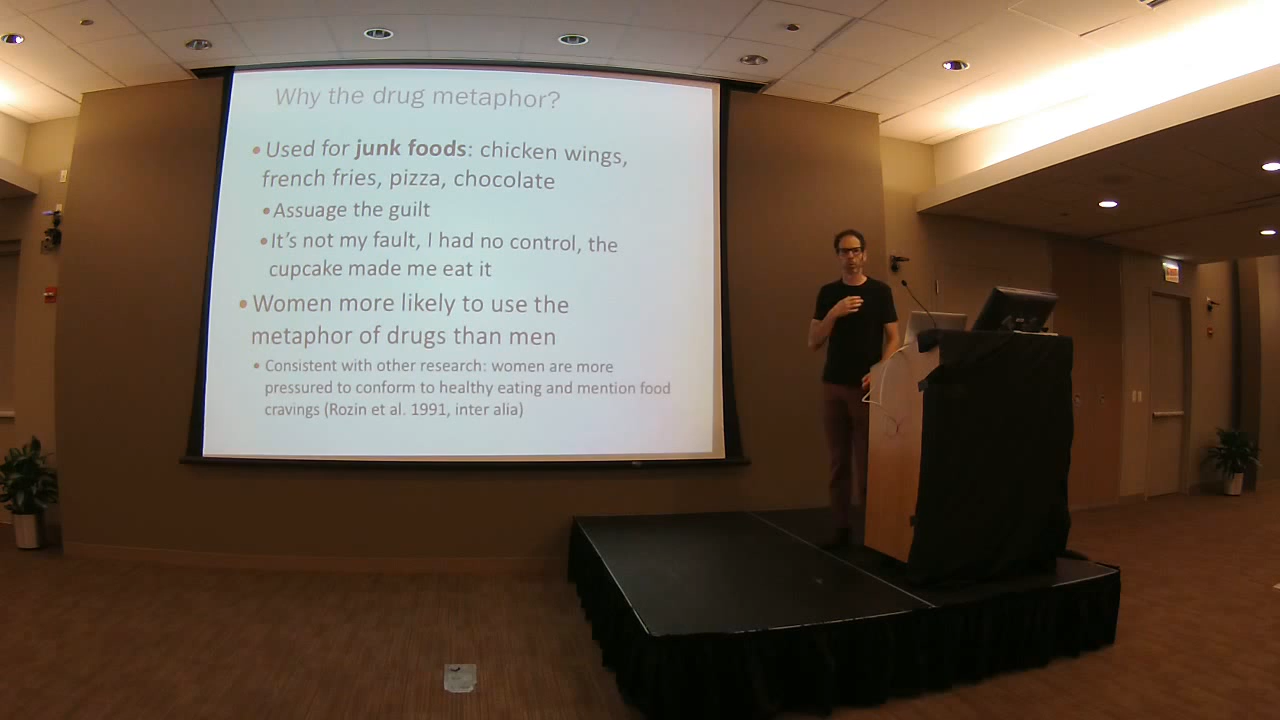 Why the drug metaphor?
• Used for junk foods: chicken wings,
french fries, pizza, chocolate
• Assuage the guilt
• It's not my fault, I had no control, the
cupcake made me eat it
• Women more likely to use the
metaphor of drugs than men
• Consistent with other research: women are more
pressured to conform to healthy eating and mention food
cravings (Rozin et al. 1991, inter alia)